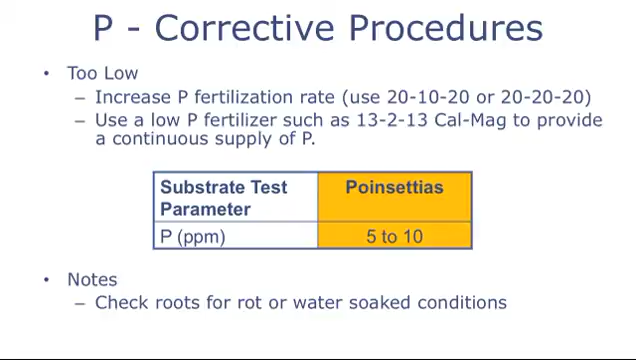 P - Corrective Procedures
• Too Low
– Increase P fertilization rate (use 20-10-20 or 20-20-20)
– Use a low P fertilizer such as 13-2-13 Cal-Mag to provide
a continuous supply of P.
Substrate Test Parameter Poinsettias
P (ppm) 5 to 10
• Notes
– Check roots for rot or water soaked conditions